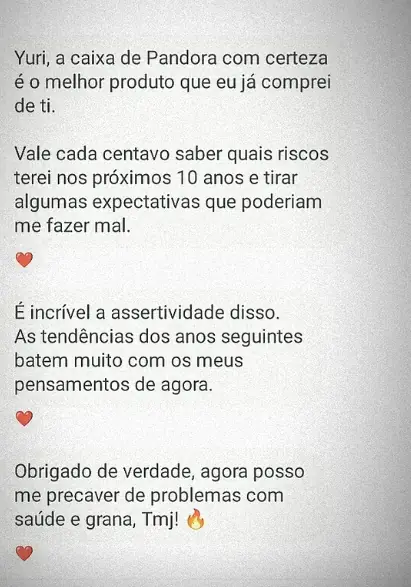 Yuri, a caixa de Pandora com certeza
é o melhor produto que eu já comprei
de ti.
Vale cada centavo saber quais riscos
terei nos próximos 10 anos e tirar
algumas expectativas que poderiam
me fazer mal.
❤️
É incrível a assertividade disso.
As tendências dos anos seguintes
batem muito com os meus
pensamentos de agora.
❤️
Obrigado de verdade, agora posso
me precaver de problemas com
saúde e grana, Tmj! 🔥
❤️